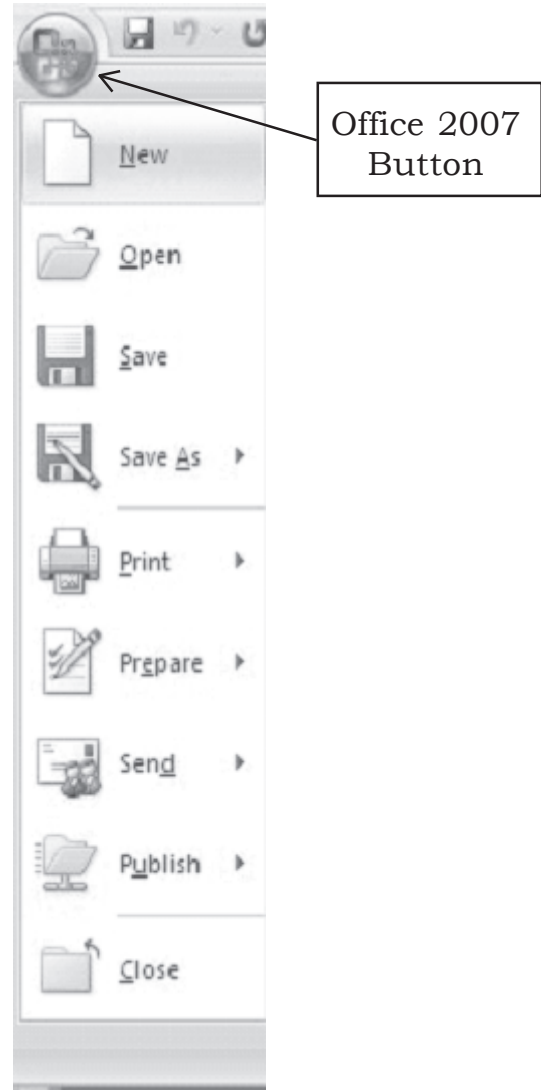 Office 2007
Button
New
Open
Save
Save As
Print
Prepare
Send
Publish
Close